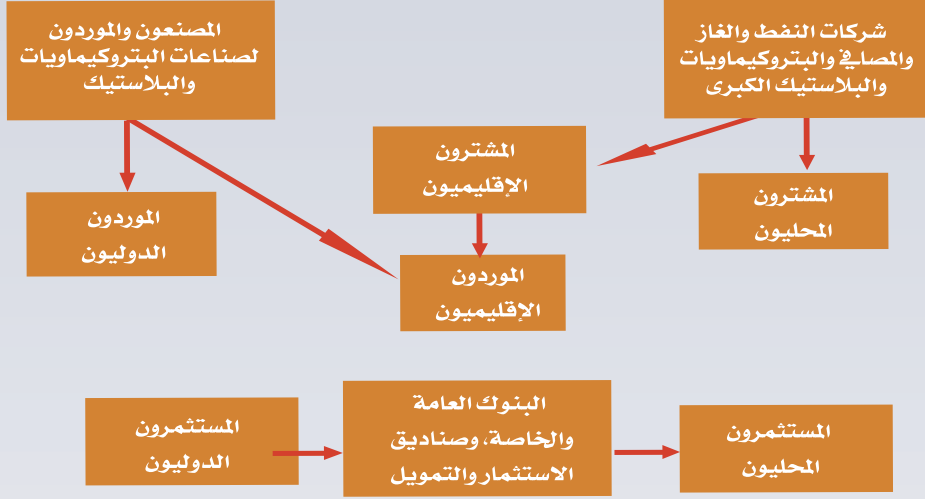 شركات النفط والغاز
والمصافي والبتروكيماويات
والبلاستيك الكبرى
المصنعون والموردون
لصناعات البتروكيماويات
والبلاستيك
المشترون
الإقليميون
المشترون
المحليون
الموردون
الدوليون
الموردون
الإقليميون
المستثمرون
الدوليون
البنوك العامة
والخاصة، وصناديق
الاستثمار والتمويل
المستثمرون
المحليون